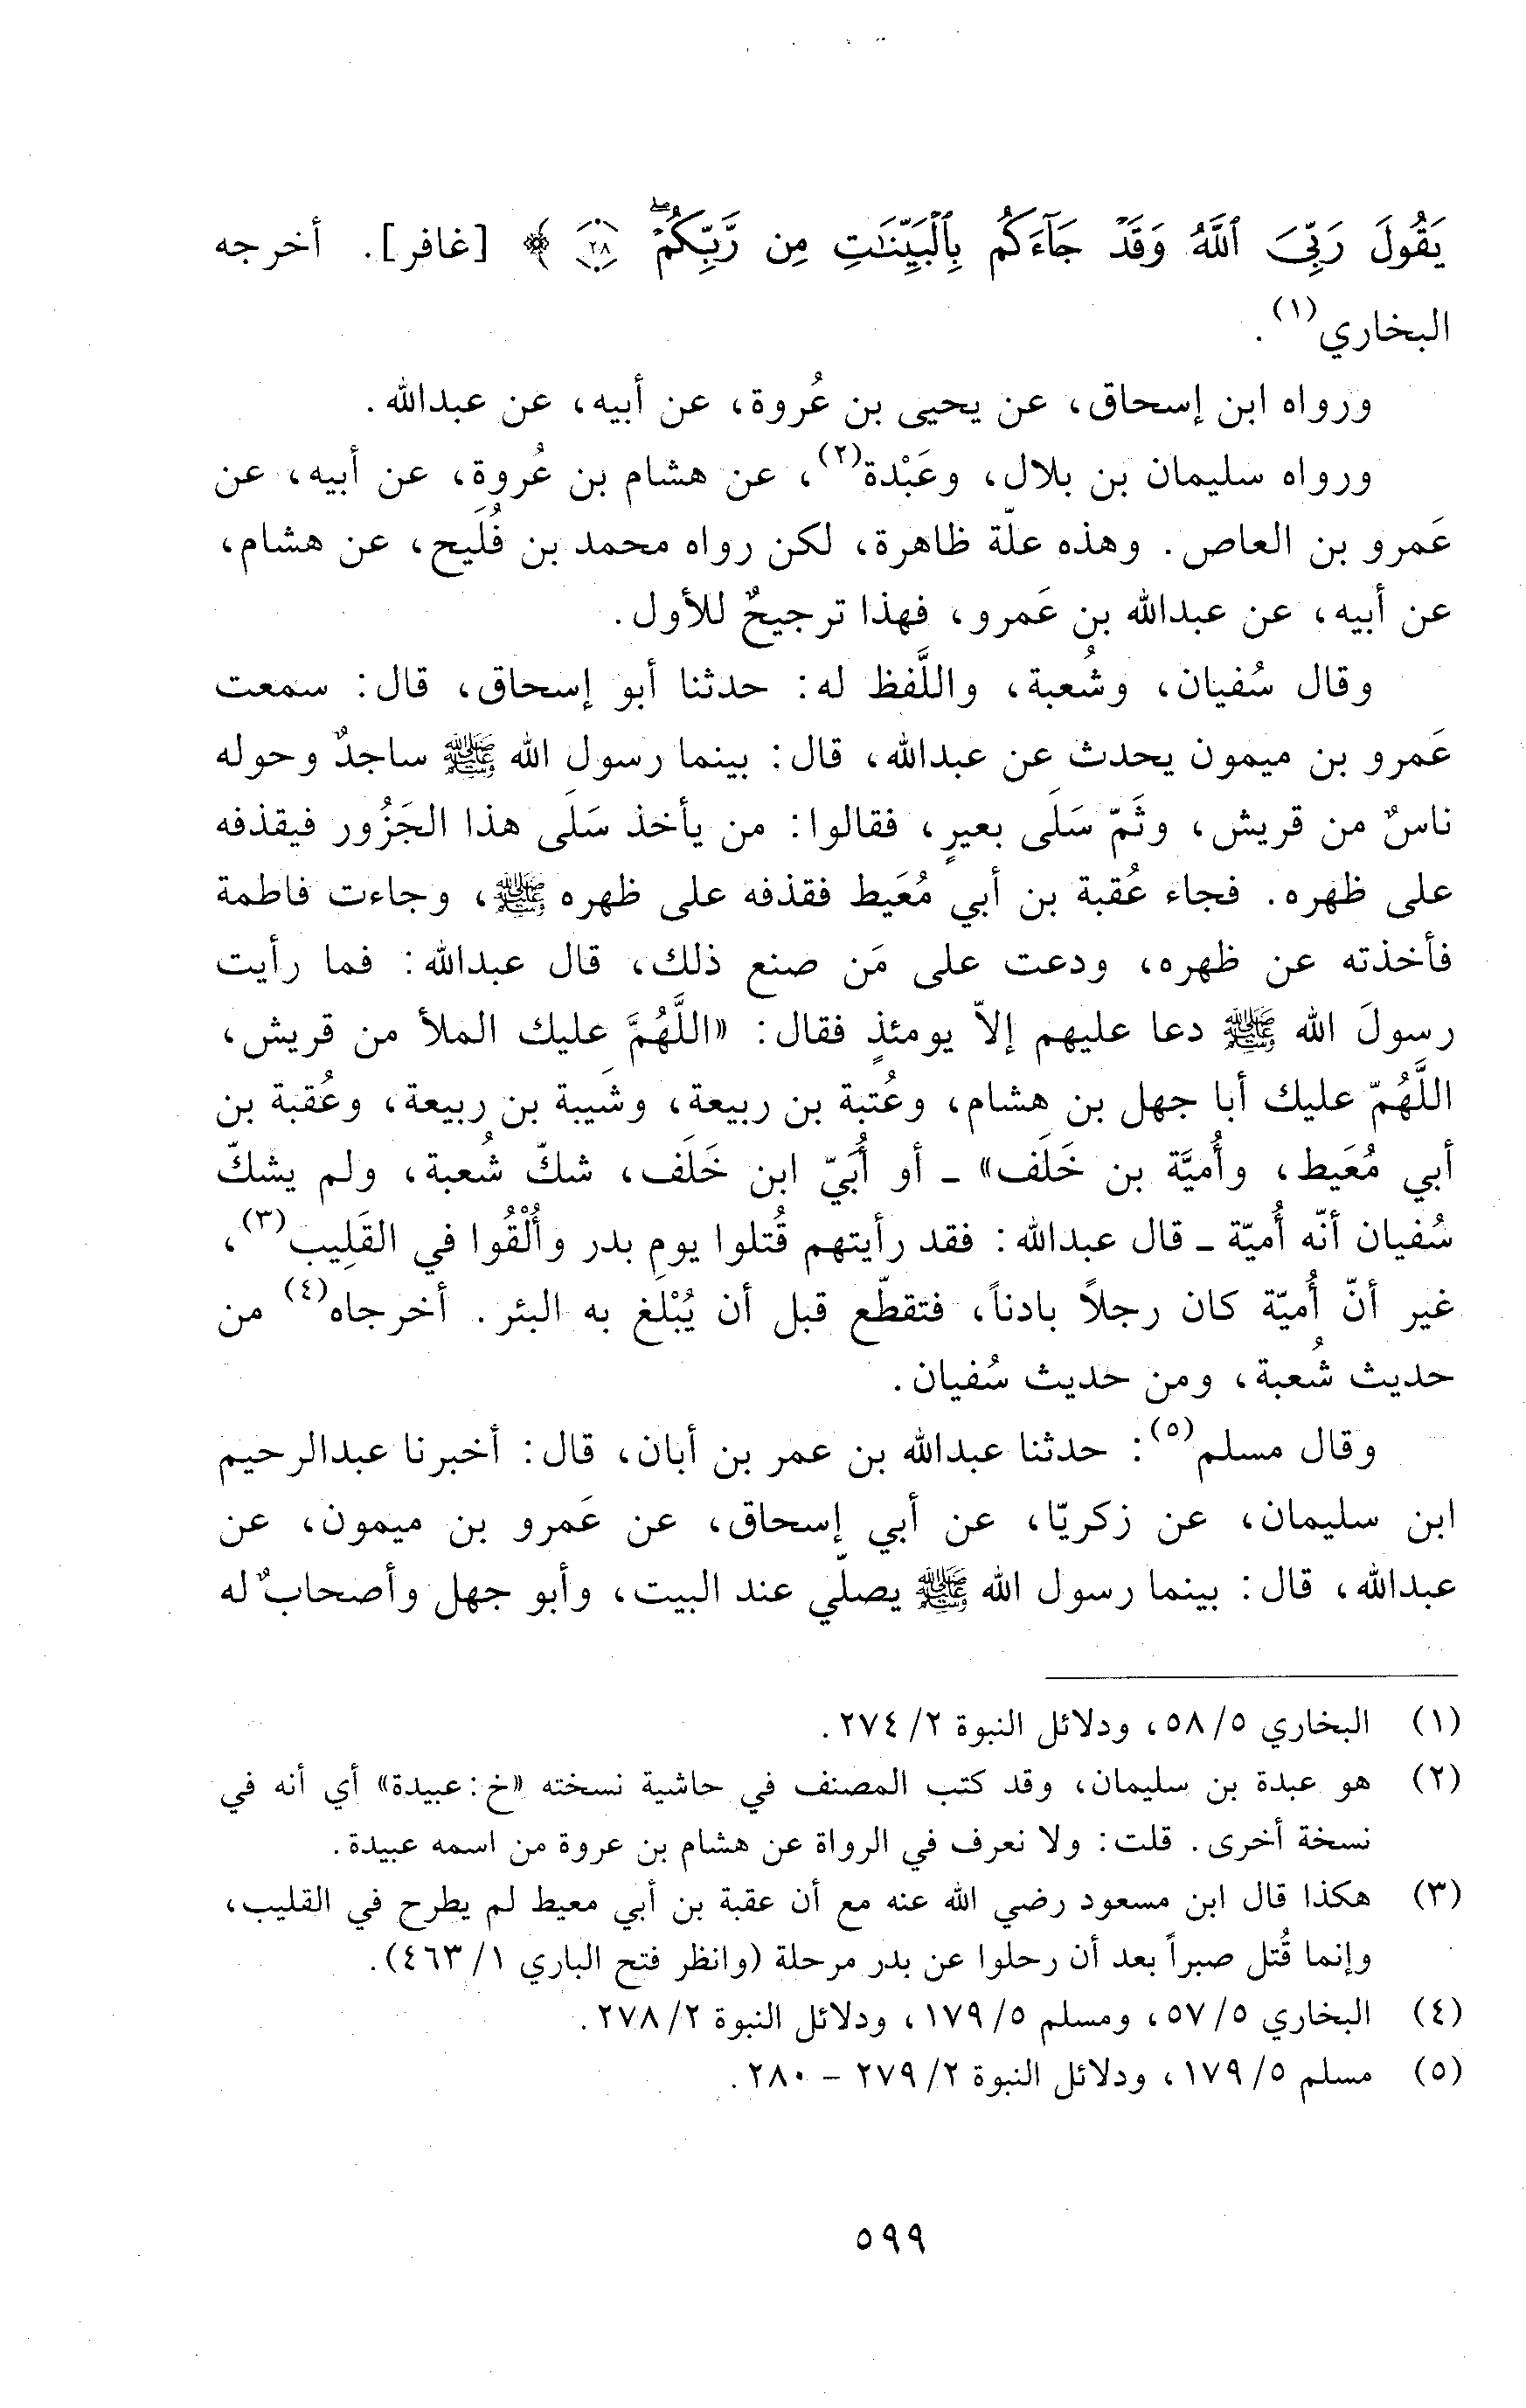 يَقُولَ رَبِّيَ ٱللَّهُ وَقَدْ جَآءَكُم بِٱلْبَيِّنَٰتِ مِن رَّبِّكُمْ ۖ ٢٨ ﴾ [غافر]. أخرجه
البخاري(١).
ورواه ابن إسحاق، عن يحيى بن عُروة، عن أبيه، عن عبدالله.
ورواه سليمان بن بلال، وعَبْدة(٢)، عن هشام بن عُروة، عن أبيه، عن
عَمرو بن العاص. وهذه علّة ظاهرة، لكن رواه محمد بن فُلَيح، عن هشام،
عن أبيه، عن عبدالله بن عَمرو، فهذا ترجيحٌ للأول.
وقال سُفيان، وشُعبة، واللَّفظ له: حدثنا أبو إسحاق، قال: سمعت
عَمرو بن ميمون يحدث عن عبدالله، قال: بينما رسول الله ﷺ ساجدٌ وحوله
ناسٌ من قريش، وثَمّ سَلَى بعيرٍ، فقالوا: من يأخذ سَلَى هذا الجَزُور فيقذفه
على ظهره. فجاء عُقبة بن أبي مُعَيط فقذفه على ظهره ﷺ، وجاءت فاطمة
فأخذته عن ظهره، ودعت على مَن صنع ذلك، قال عبدالله: فما رأيت
رسولَ الله ﷺ دعا عليهم إلاّ يومئذٍ فقال: «اللَّهُمَّ عليك الملأ من قريش،
اللَّهُمّ عليك أبا جهل بن هشام، وعُتبة بن ربيعة، وشَيبة بن ربيعة، وعُقبة بن
أبي مُعَيط، وأُميَّة بن خَلَف» ـ أو أُبَيّ ابن خَلَف، شكّ شُعبة، ولم يشكّ
سُفيان أنّه أُميّة ـ قال عبدالله: فقد رأيتهم قُتلوا يوم بدر وأُلْقُوا في القَلِيب(٣)،
غير أنّ أُميّة كان رجلاً بادناً، فتقطّع قبل أن يُبْلغ به البئر. أخرجاه(٤) من
حديث شُعبة، ومن حديث سُفيان.
وقال مسلم(٥): حدثنا عبدالله بن عمر بن أبان، قال: أخبرنا عبدالرحيم
ابن سليمان، عن زكريّا، عن أبي إسحاق، عن عَمرو بن ميمون، عن
عبدالله، قال: بينما رسول الله ﷺ يصلّي عند البيت، وأبو جهل وأصحابٌ له
(١) البخاري ٥/ ٥٨، ودلائل النبوة ٢/ ٢٧٤.
(٢) هو عبدة بن سليمان، وقد كتب المصنف في حاشية نسخته «خ: عبيدة» أي أنه في
نسخة أخرى. قلت: ولا نعرف في الرواة عن هشام بن عروة من اسمه عبيدة.
(٣) هكذا قال ابن مسعود رضي الله عنه مع أن عقبة بن أبي معيط لم يطرح في القليب،
وإنما قُتل صبراً بعد أن رحلوا عن بدر مرحلة (وانظر فتح الباري ١/ ٤٦٣).
(٤) البخاري ٥/ ٥٧، ومسلم ٥/ ١٧٩، ودلائل النبوة ٢/ ٢٧٨.
(٥) مسلم ٥/ ١٧٩، ودلائل النبوة ٢/ ٢٧٩ - ٢٨٠.
٥٩٩